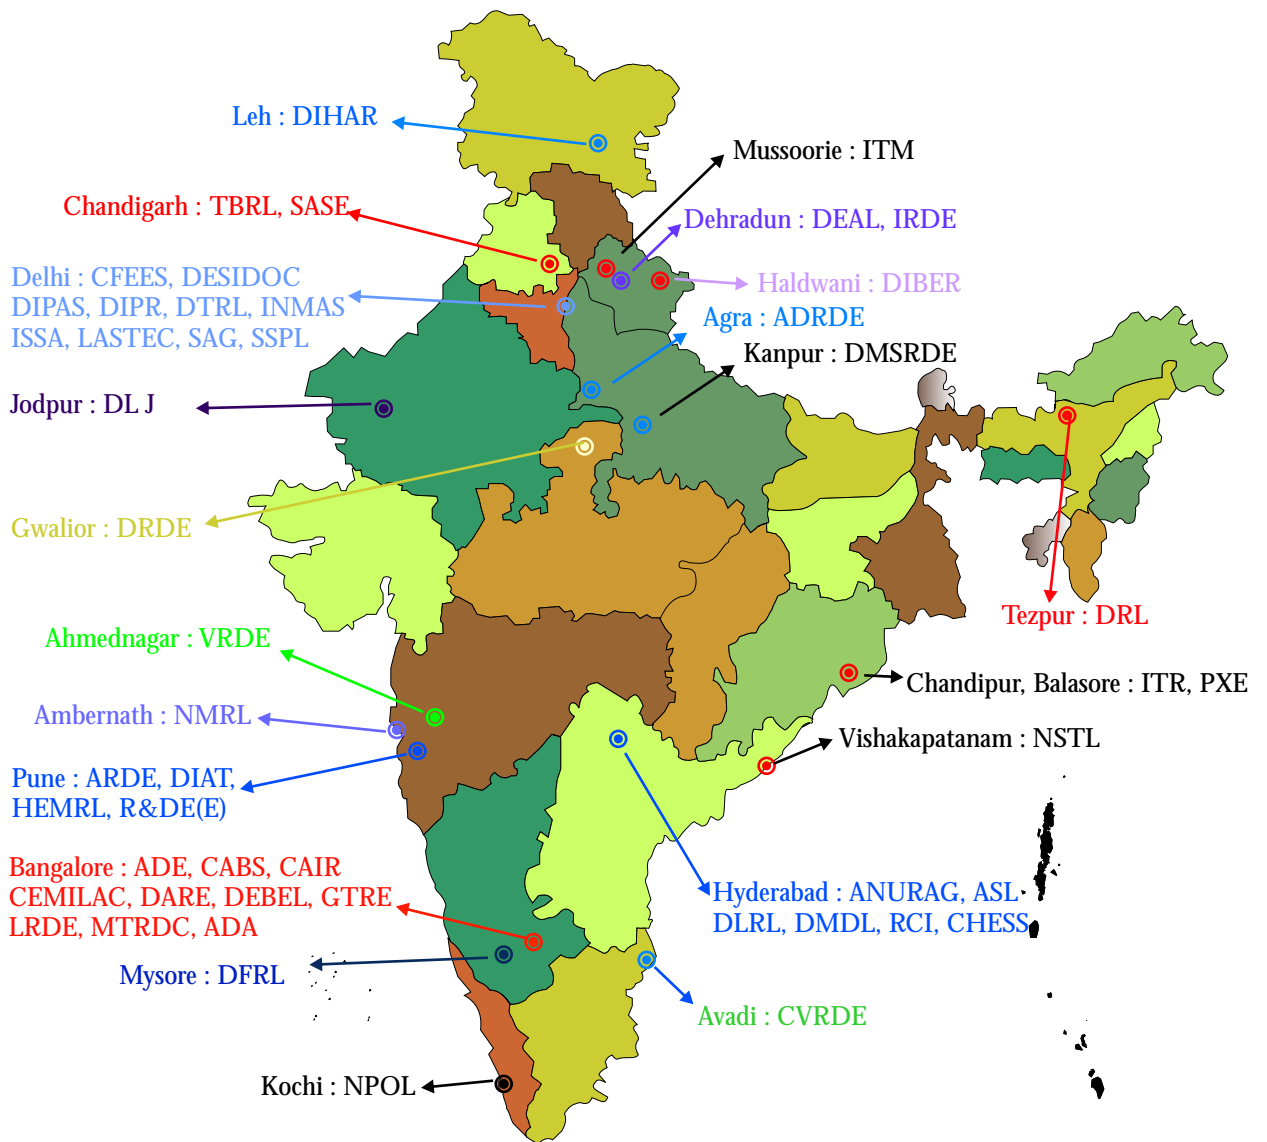 Leh : DIHAR
Mussoorie : ITM
Chandigarh : TBRL, SASE
Dehradun : DEAL, IRDE
Delhi : CFEES, DESIDOC
DIPAS, DIPR, DTRL, INMAS
ISSA, LASTEC, SAG, SSPL
Haldwani : DIBER
Agra : ADRDE
Kanpur : DMSRDE
Jodpur : DL J
Gwalior : DRDE
Tezpur : DRL
Ahmednagar : VRDE
Chandipur, Balasore : ITR, PXE
Ambernath : NMRL
Vishakapatanam : NSTL
Pune : ARDE, DIAT,
HEMRL, R&DE(E)
Bangalore : ADE, CABS, CAIR
CEMILAC, DARE, DEBEL, GTRE
LRDE, MTRDC, ADA
Hyderabad : ANURAG, ASL
DLRL, DMDL, RCI, CHESS
Mysore : DFRL
Avadi : CVRDE
Kochi : NPOL